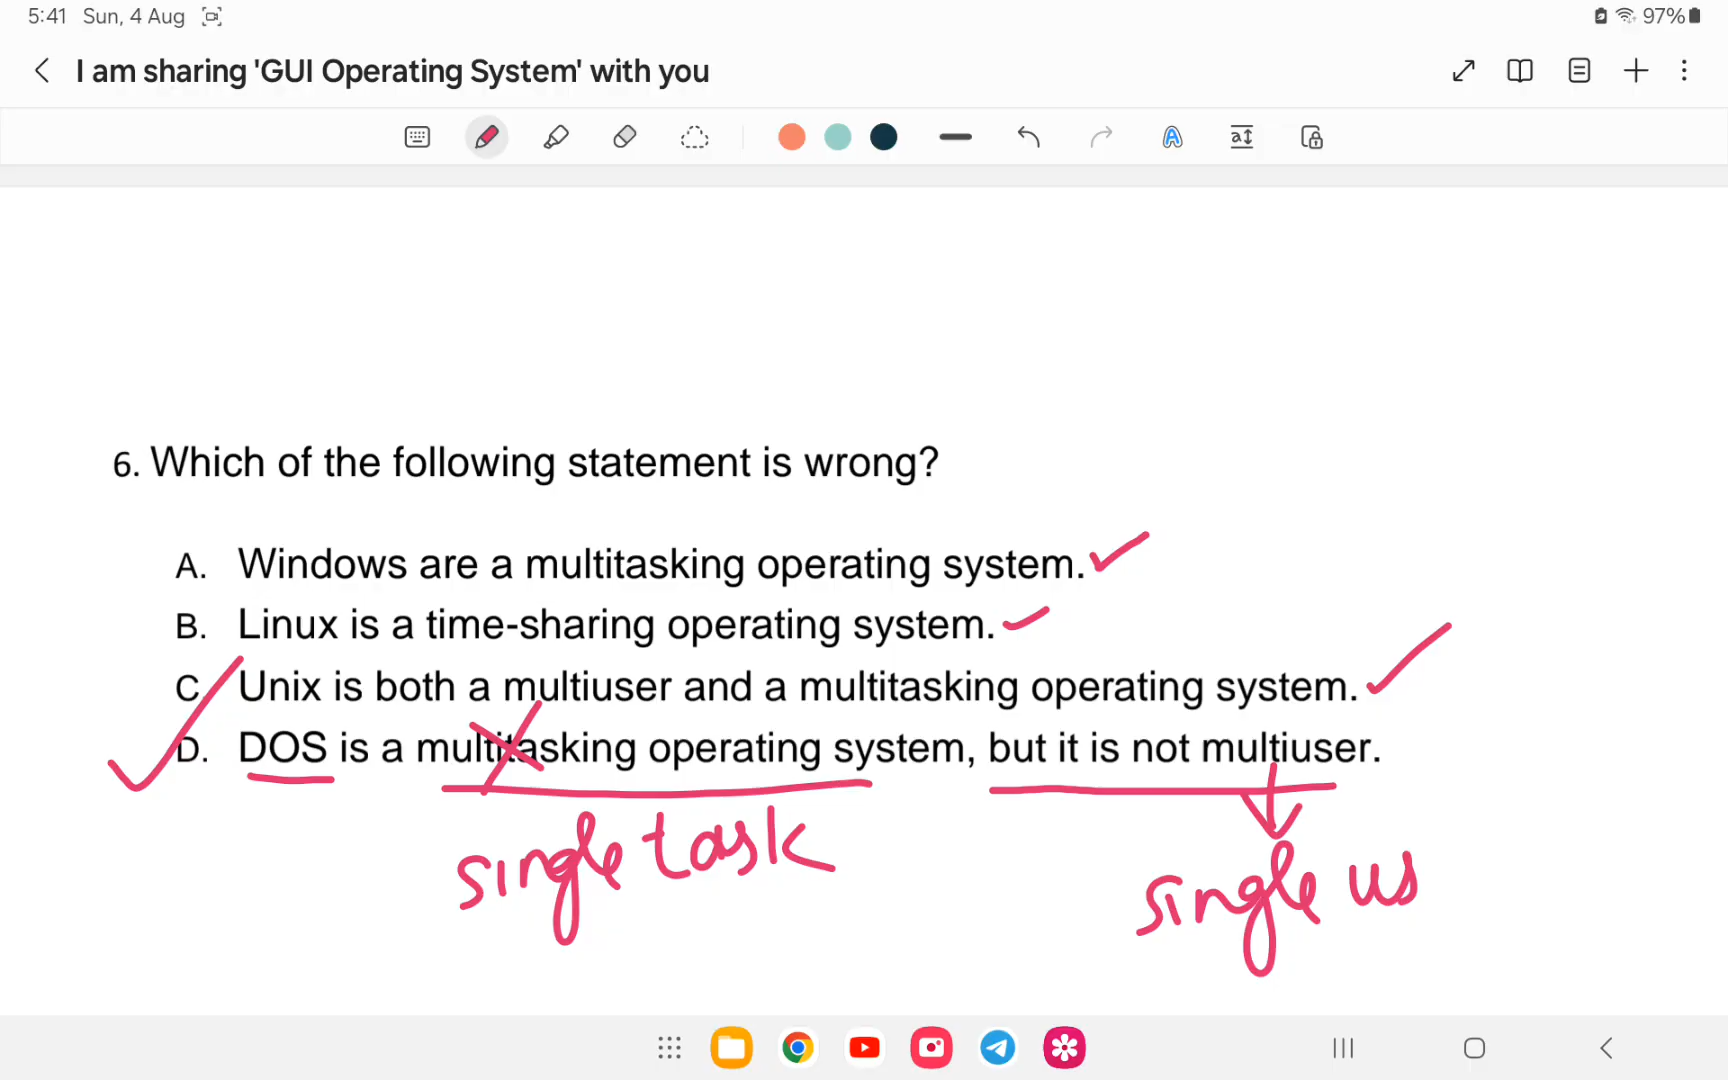 5:41 Sun, 4 Aug 97%
I am sharing 'GUI Operating System' with you
6. Which of the following statement is wrong?
A. Windows are a multitasking operating system.
B. Linux is a time-sharing operating system.
C. Unix is both a multiuser and a multitasking operating system.
D. DOS is a multitasking operating system, but it is not multiuser.
single task
single us